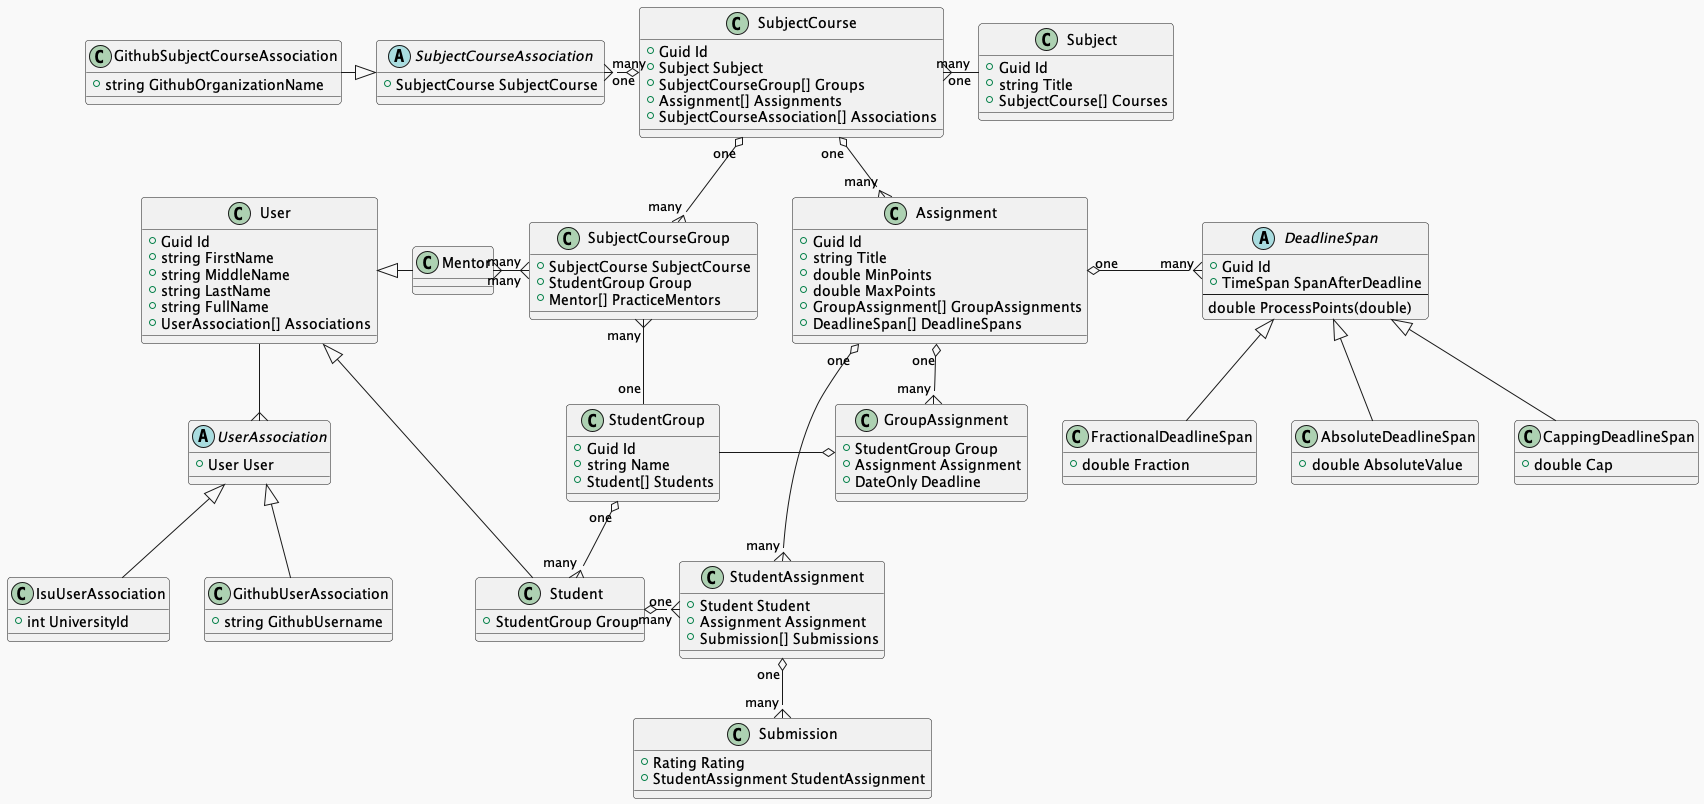 C SubjectCourse
Guid Id
Subject Subject
SubjectCourseGroup[] Groups
Assignment[] Assignments
SubjectCourseAssociation[] Associations
C GithubSubjectCourseAssociation
string GithubOrganizationName
A SubjectCourseAssociation
SubjectCourse SubjectCourse
many
one
many
one
C Subject
Guid Id
string Title
SubjectCourse[] Courses
one
many
one
many
C User
Guid Id
string FirstName
string MiddleName
string LastName
string FullName
UserAssociation[] Associations
C Mentor
many
many
C SubjectCourseGroup
SubjectCourse SubjectCourse
StudentGroup Group
Mentor[] PracticeMentors
C Assignment
Guid Id
string Title
double MinPoints
double MaxPoints
GroupAssignment[] GroupAssignments
DeadlineSpan[] DeadlineSpans
one
many
A DeadlineSpan
Guid Id
TimeSpan SpanAfterDeadline
double ProcessPoints(double)
many
one
one
many
one
many
A UserAssociation
User User
C StudentGroup
Guid Id
string Name
Student[] Students
C GroupAssignment
StudentGroup Group
Assignment Assignment
DateOnly Deadline
C FractionalDeadlineSpan
double Fraction
C AbsoluteDeadlineSpan
double AbsoluteValue
C CappingDeadlineSpan
double Cap
one
many
C IsuUserAssociation
int UniversityId
C GithubUserAssociation
string GithubUsername
C Student
StudentGroup Group
one
many
C StudentAssignment
Student Student
Assignment Assignment
Submission[] Submissions
one
many
C Submission
Rating Rating
StudentAssignment StudentAssignment